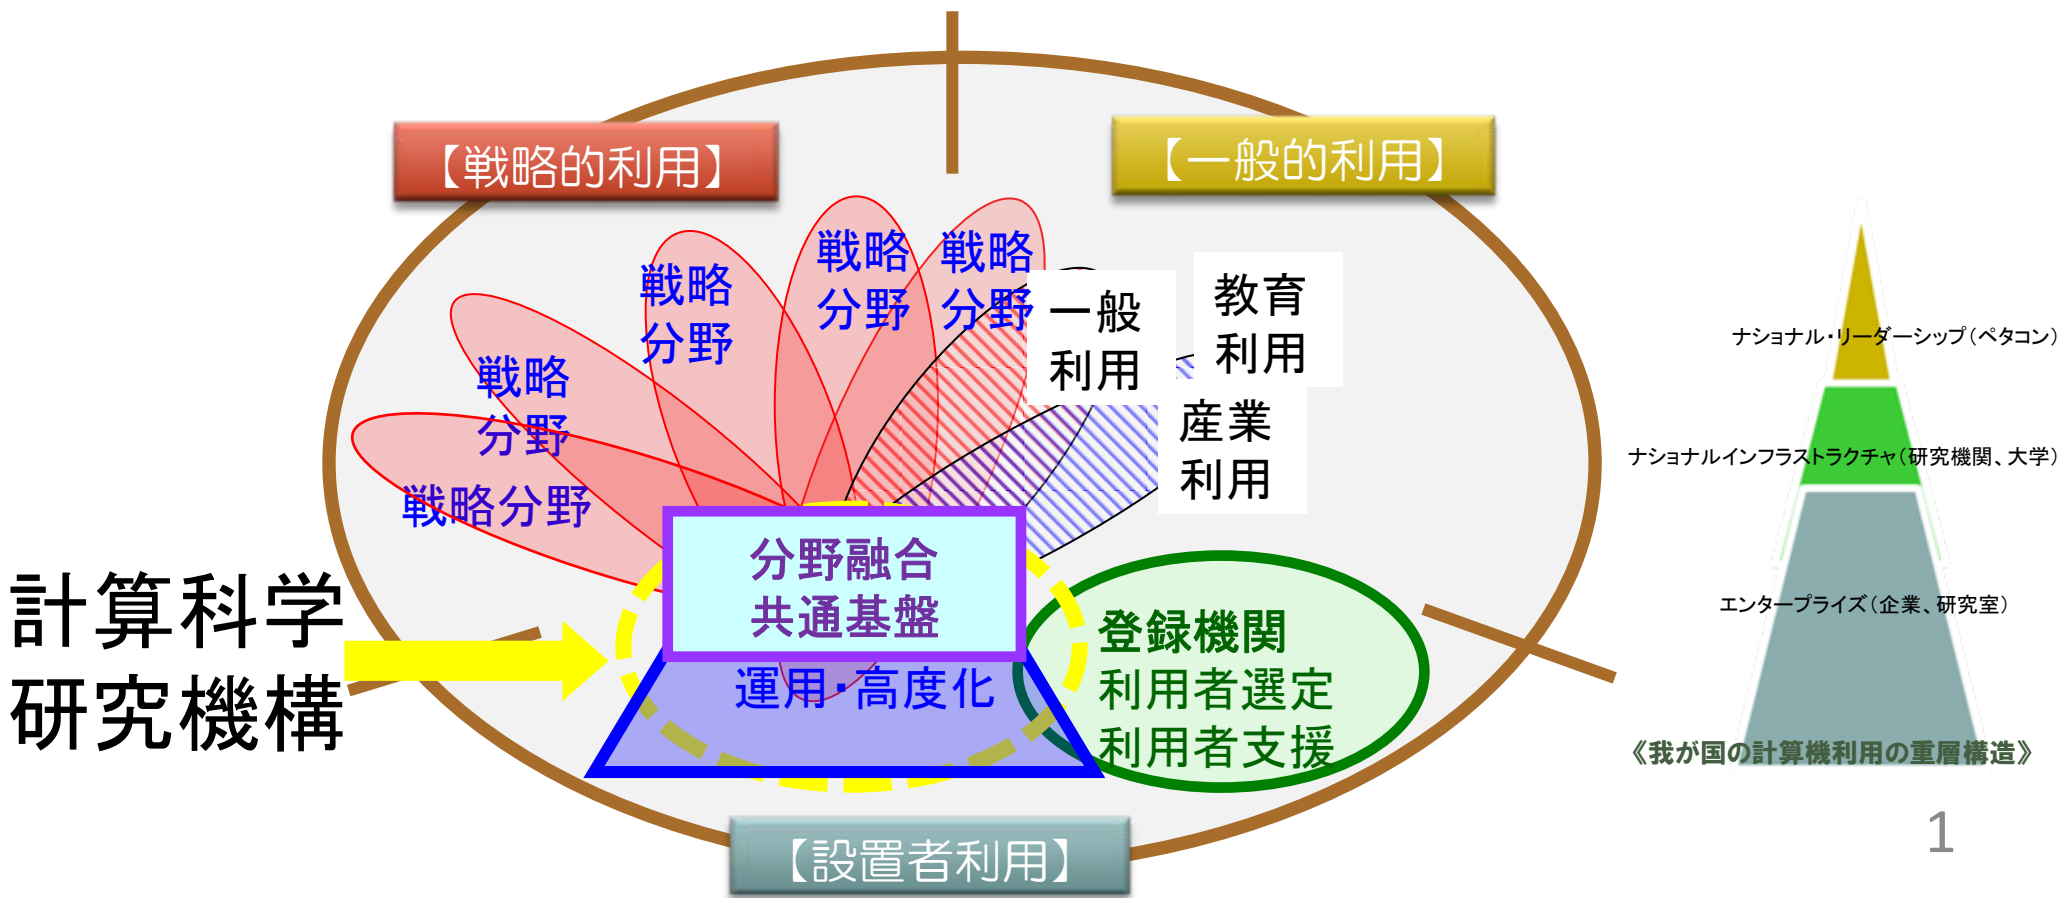 【戦略的利用】
【一般的利用】
戦略
分野
戦略
分野
戦略
分野
戦略
分野
戦略分野
一般
利用
教育
利用
産業
利用
分野融合
共通基盤
運用・高度化
登録機関
利用者選定
利用者支援
計算科学
研究機構
【設置者利用】
ナショナル・リーダーシップ(ペタコン)
ナショナルインフラストラクチャ(研究機関、大学)
エンタープライズ(企業、研究室)
《我が国の計算機利用の重層構造》
1